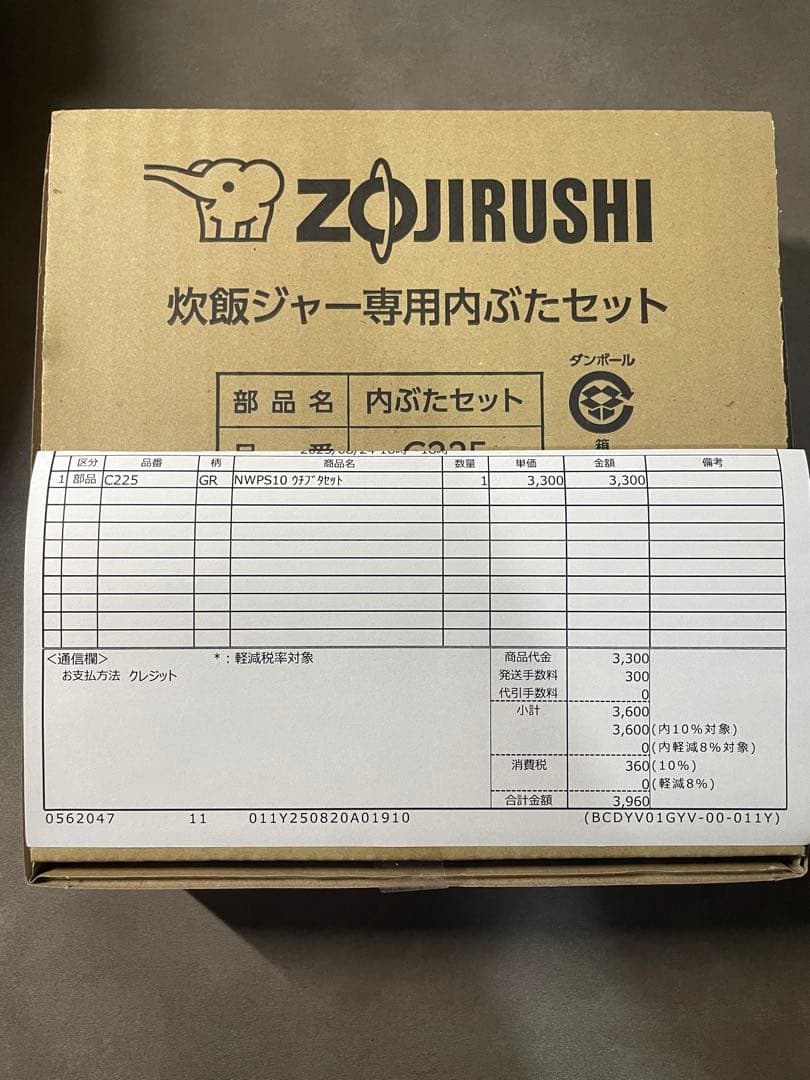 ZOJIRUSHI
炊飯ジャー専用内ぶたセット
ダンボール
部品名 内ぶたセット
箱
区分 品番 柄 商品名 数量 単価 金額 備考
1 部品 C225 GR NWPS10 ｳﾁﾌﾞﾀｾｯﾄ 1 3,300 3,300
<通信欄> *：軽減税率対象 商品代金 3,300
お支払方法 クレジット 発送手数料 300
代引手数料 0
小計 3,600
3,600(内10%対象)
0(内軽減8%対象)
消費税 360(10%)
0(軽減8%)
合計金額 3,960
0562047 11 011Y250820A01910 (BCDYV01GYV-00-011Y)